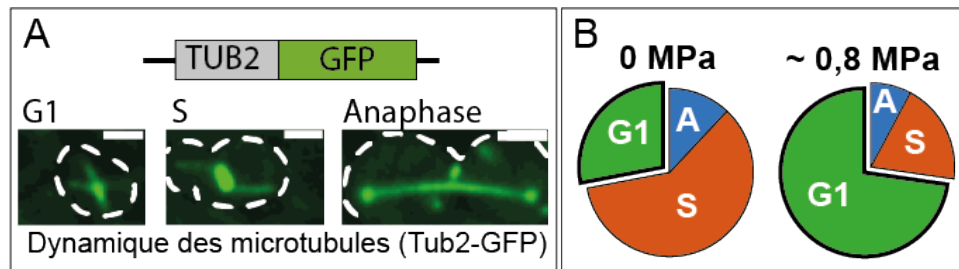 A
TUB2 GFP
G1 S Anaphase
Dynamique des microtubules (Tub2-GFP)
B
0 MPa ~ 0,8 MPa
G1 A S
A S G1